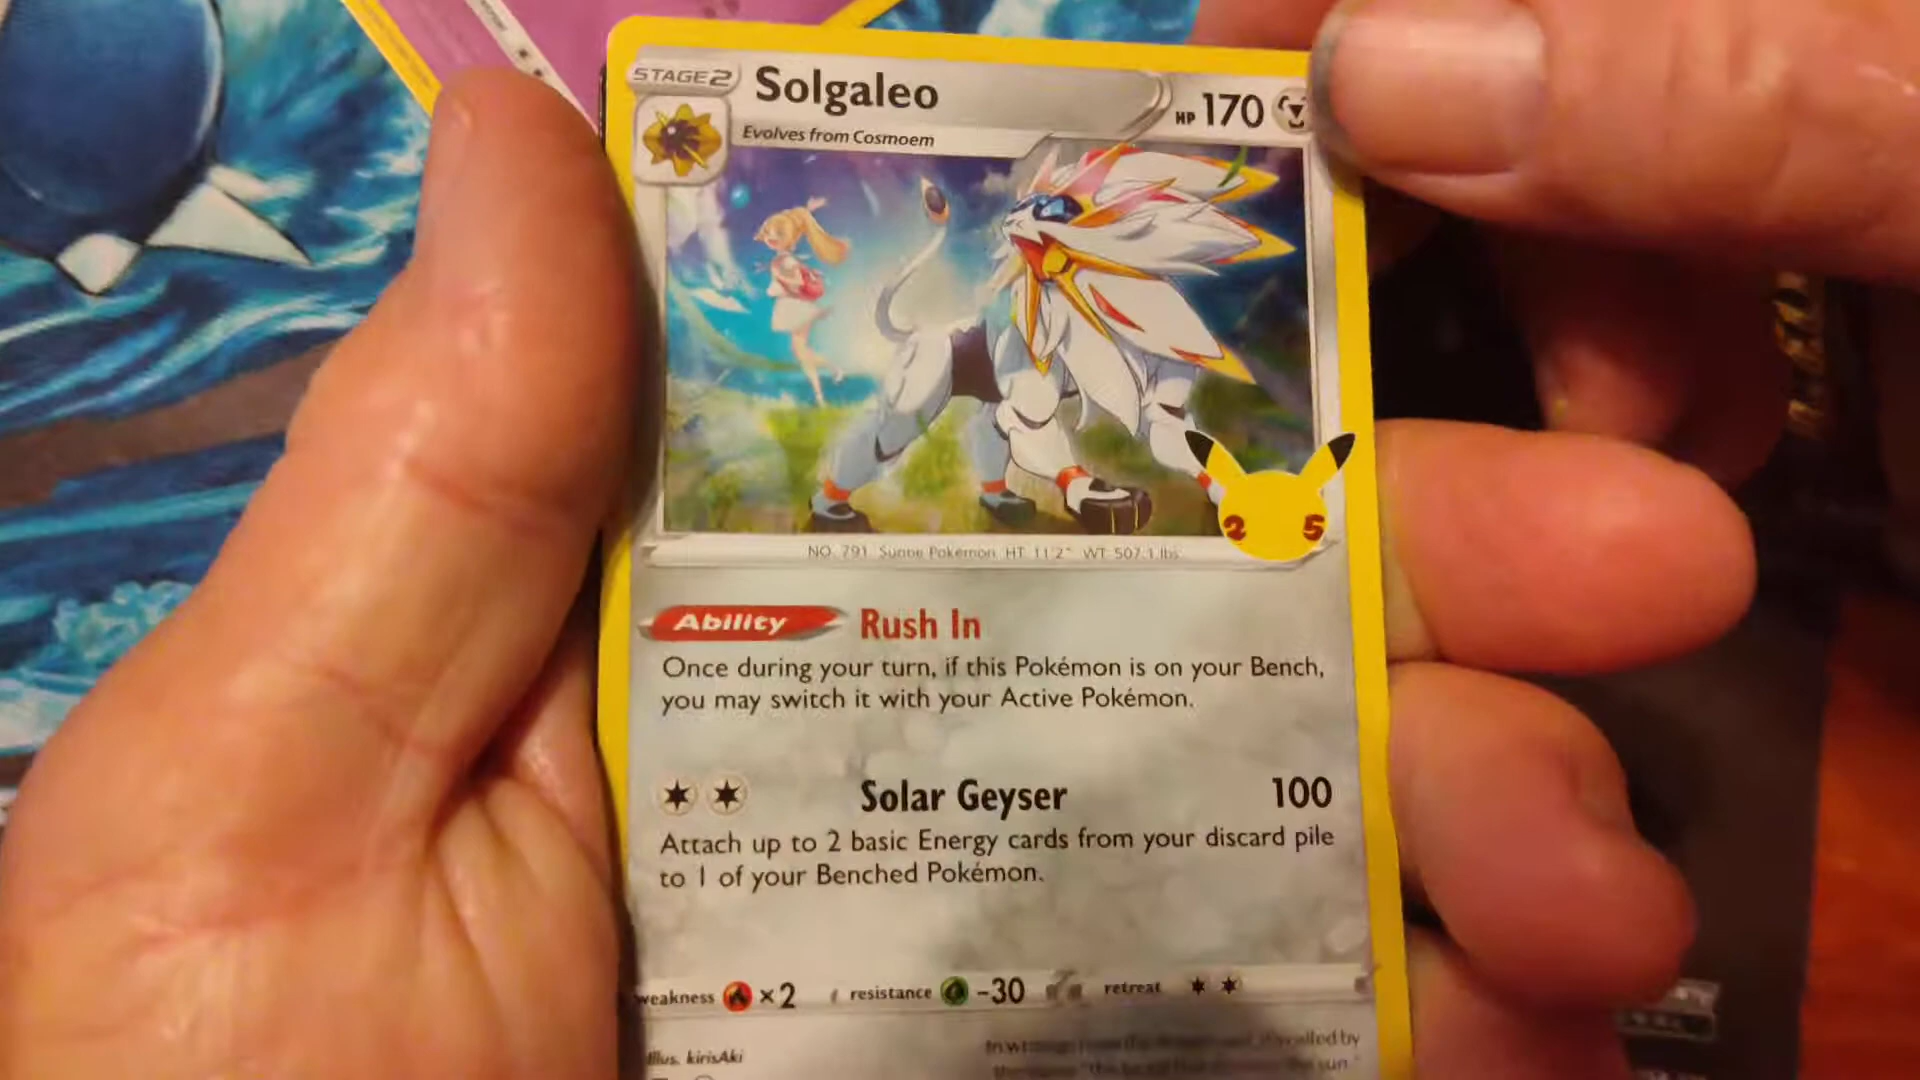 STAGE 2
Solgaleo
HP 170
Evolves from Cosmoem
2 5
NO. 791 Sunne Pokémon HT 11'2" WT 507.1 lbs
Ability Rush In
Once during your turn, if this Pokémon is on your Bench,
you may switch it with your Active Pokémon.
Solar Geyser 100
Attach up to 2 basic Energy cards from your discard pile
to 1 of your Benched Pokémon.
weakness ×2 resistance -30 retreat
Illus. kirisAki